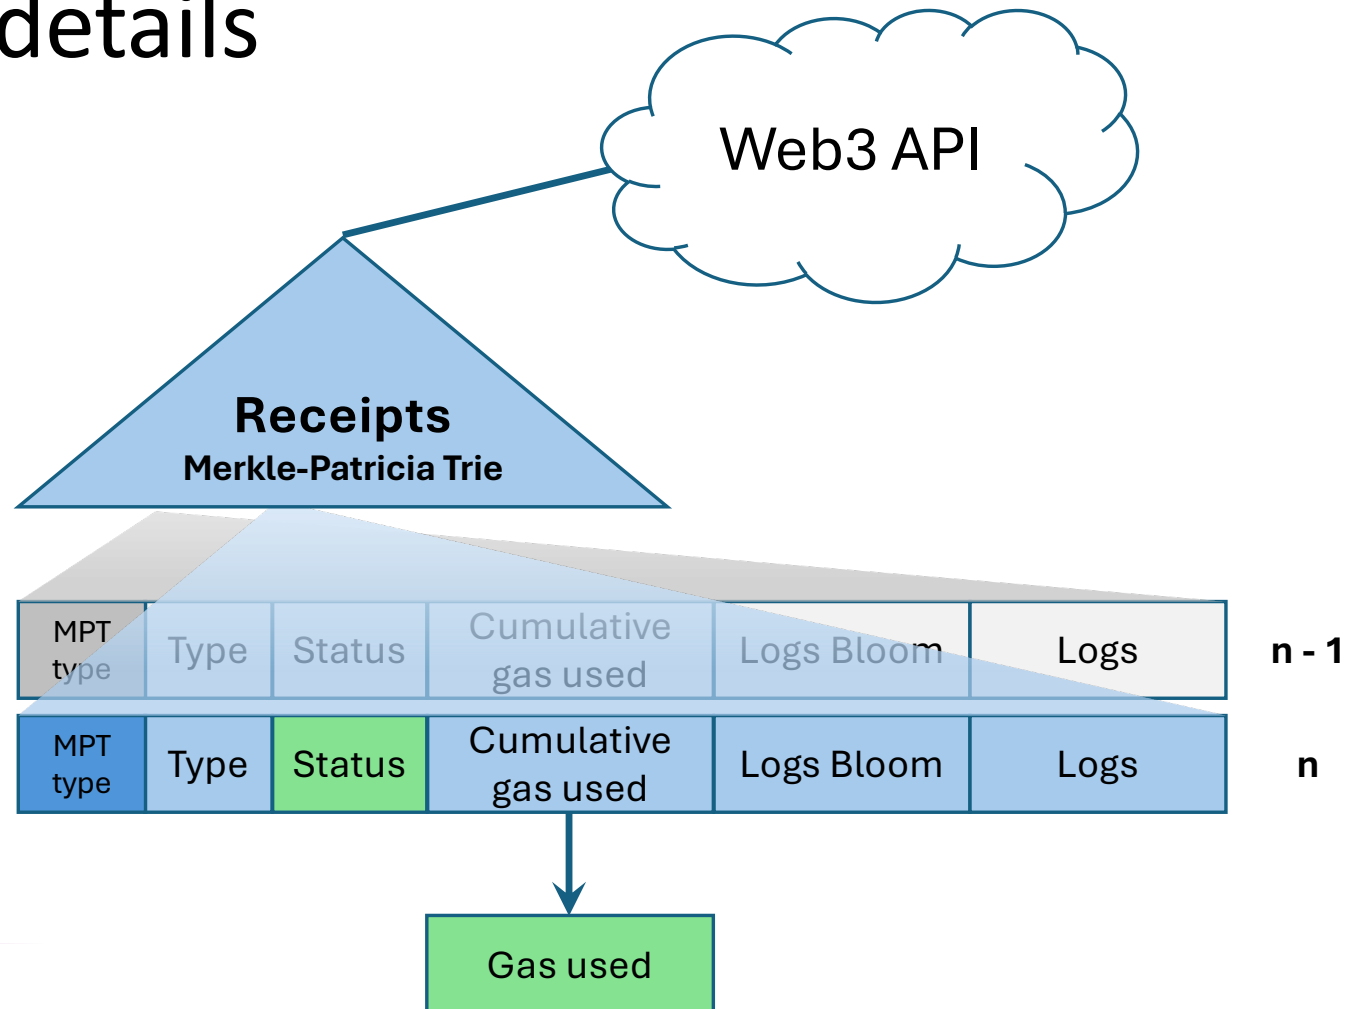 details
Web3 API
Receipts
Merkle-Patricia Trie
MPT
type
Type
Status
Cumulative
gas used
Logs Bloom
Logs
n - 1
MPT
type
Type
Status
Cumulative
gas used
Logs Bloom
Logs
n
Gas used